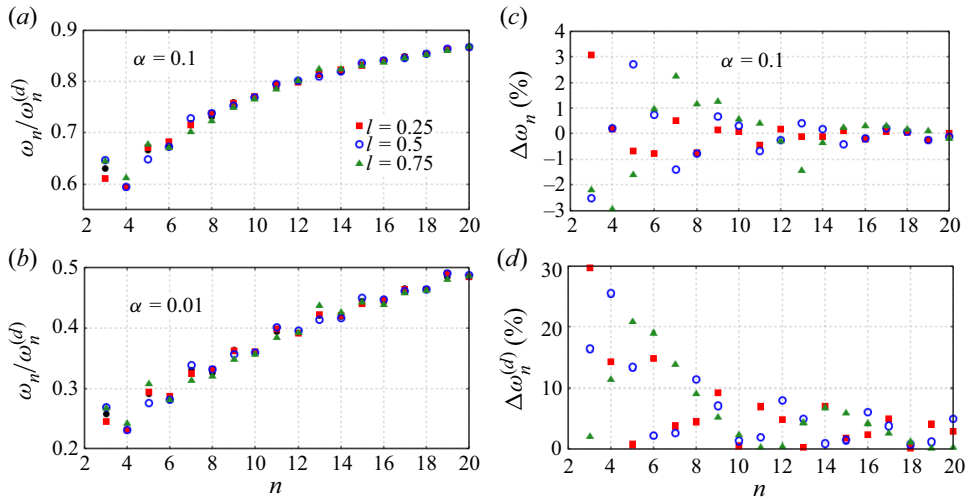 (a)
0.9
0.8
0.7
0.6
ωₙ/ωₙ⁽ᵈ⁾
α = 0.1
l = 0.25
l = 0.5
l = 0.75
2 4 6 8 10 12 14 16 18 20
(c)
4
3
2
1
0
−1
−2
−3
Δωₙ (%)
α = 0.1
2 4 6 8 10 12 14 16 18 20
(b)
0.5
0.4
0.3
0.2
ωₙ/ωₙ⁽ᵈ⁾
α = 0.01
2 4 6 8 10 12 14 16 18 20
n
(d)
30
20
10
0
Δωₙ⁽ᵈ⁾ (%)
2 4 6 8 10 12 14 16 18 20
n